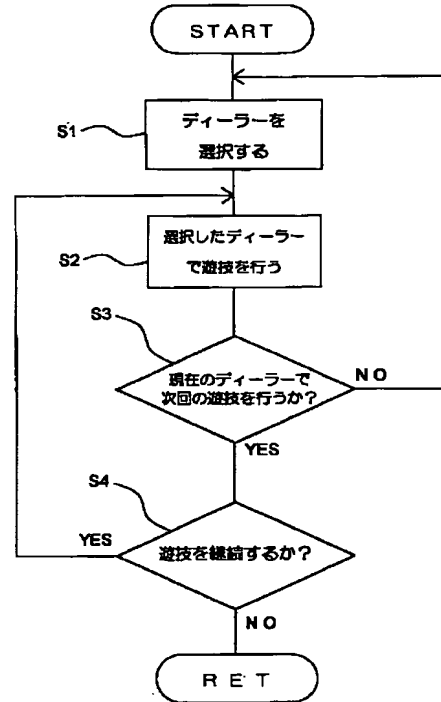 START
S1
ディーラーを
選択する
S2
選択したディーラー
で遊技を行う
S3
現在のディーラーで
次回の遊技を行うか?
NO
YES
S4
YES
遊技を継続するか?
NO
RET